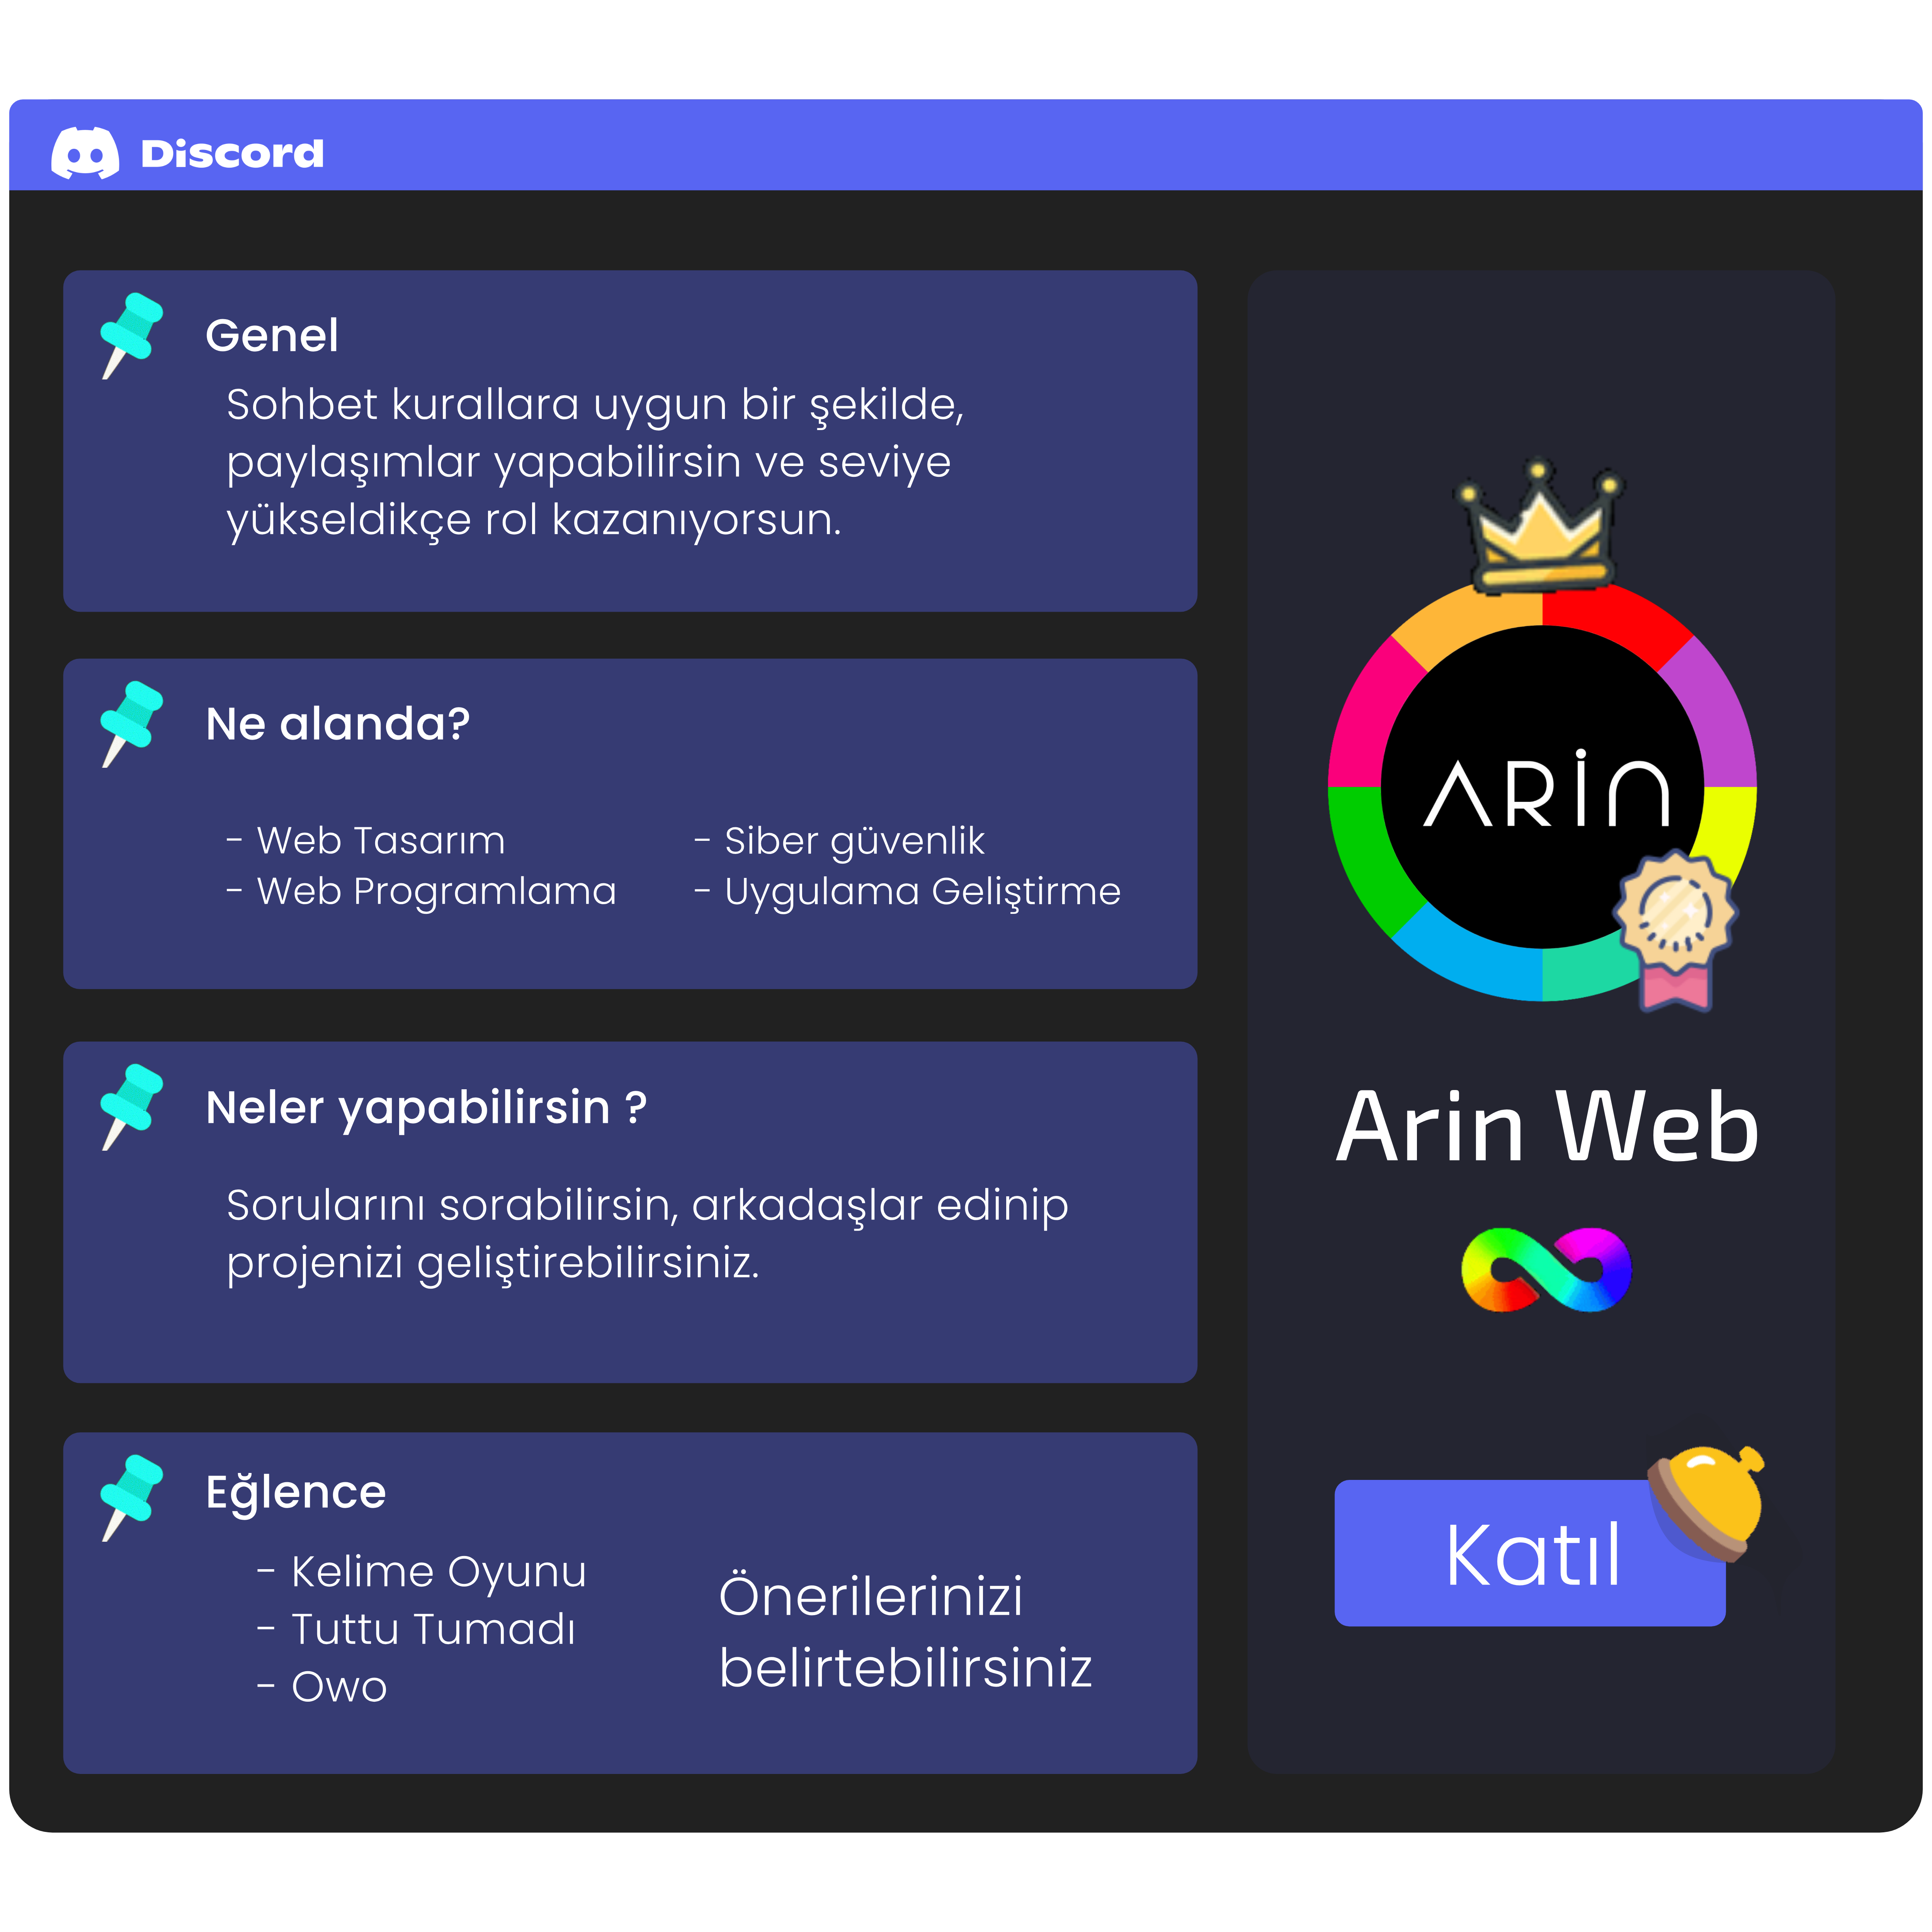 Discord
Genel
Sohbet kurallara uygun bir şekilde,
paylaşımlar yapabilirsin ve seviye
yükseldikçe rol kazanıyorsun.
Ne alanda?
- Web Tasarım
- Web Programlama
- Siber güvenlik
- Uygulama Geliştirme
Neler yapabilirsin ?
Sorularını sorabilirsin, arkadaşlar edinip
projenizi geliştirebilirsiniz.
Eğlence
- Kelime Oyunu
- Tuttu Tumadı
- Owo
Önerilerinizi
belirtebilirsiniz
ARİN
Arin Web
Katıl